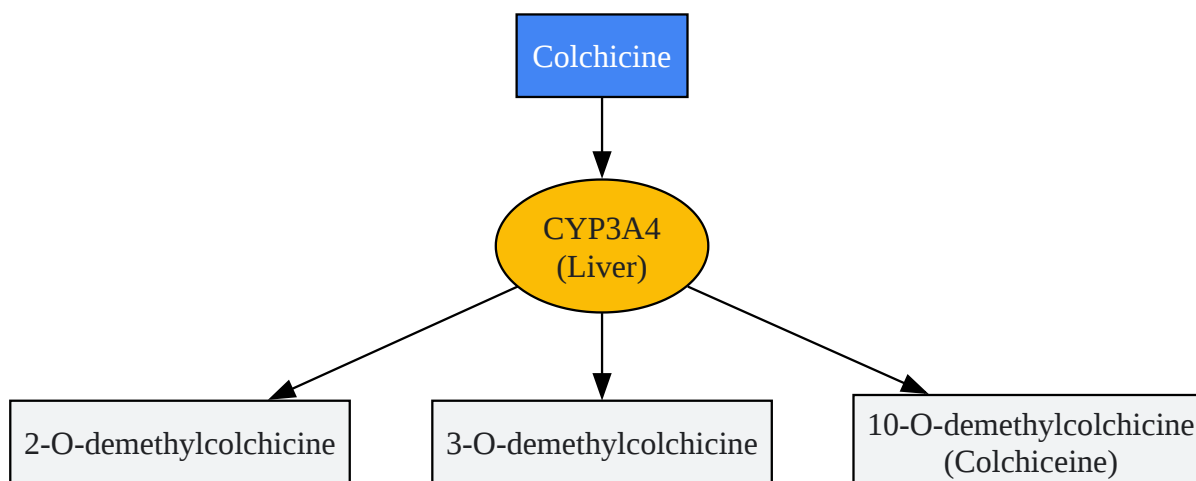 Colchicine
CYP3A4
(Liver)
2-O-demethylcolchicine
3-O-demethylcolchicine
10-O-demethylcolchicine
(Colchiceine)